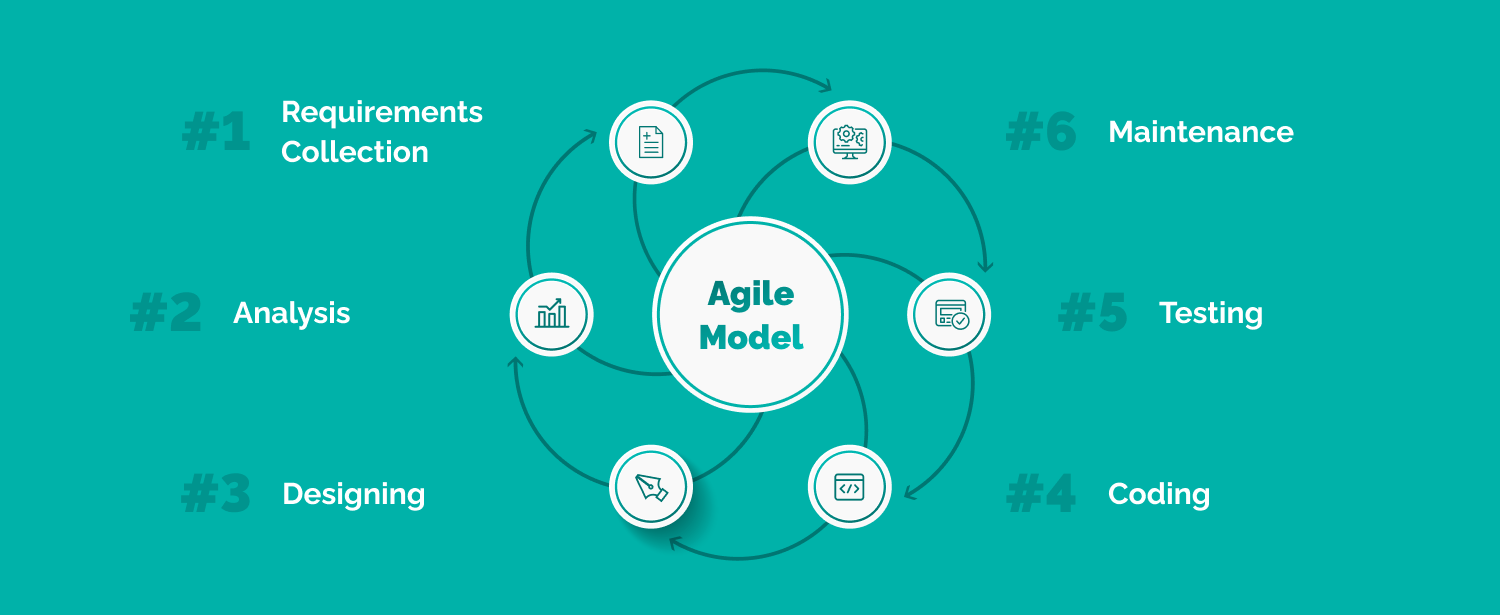 #1
Requirements
Collection
#2
Analysis
#3
Designing
Agile
Model
#6
Maintenance
#5
Testing
#4
Coding